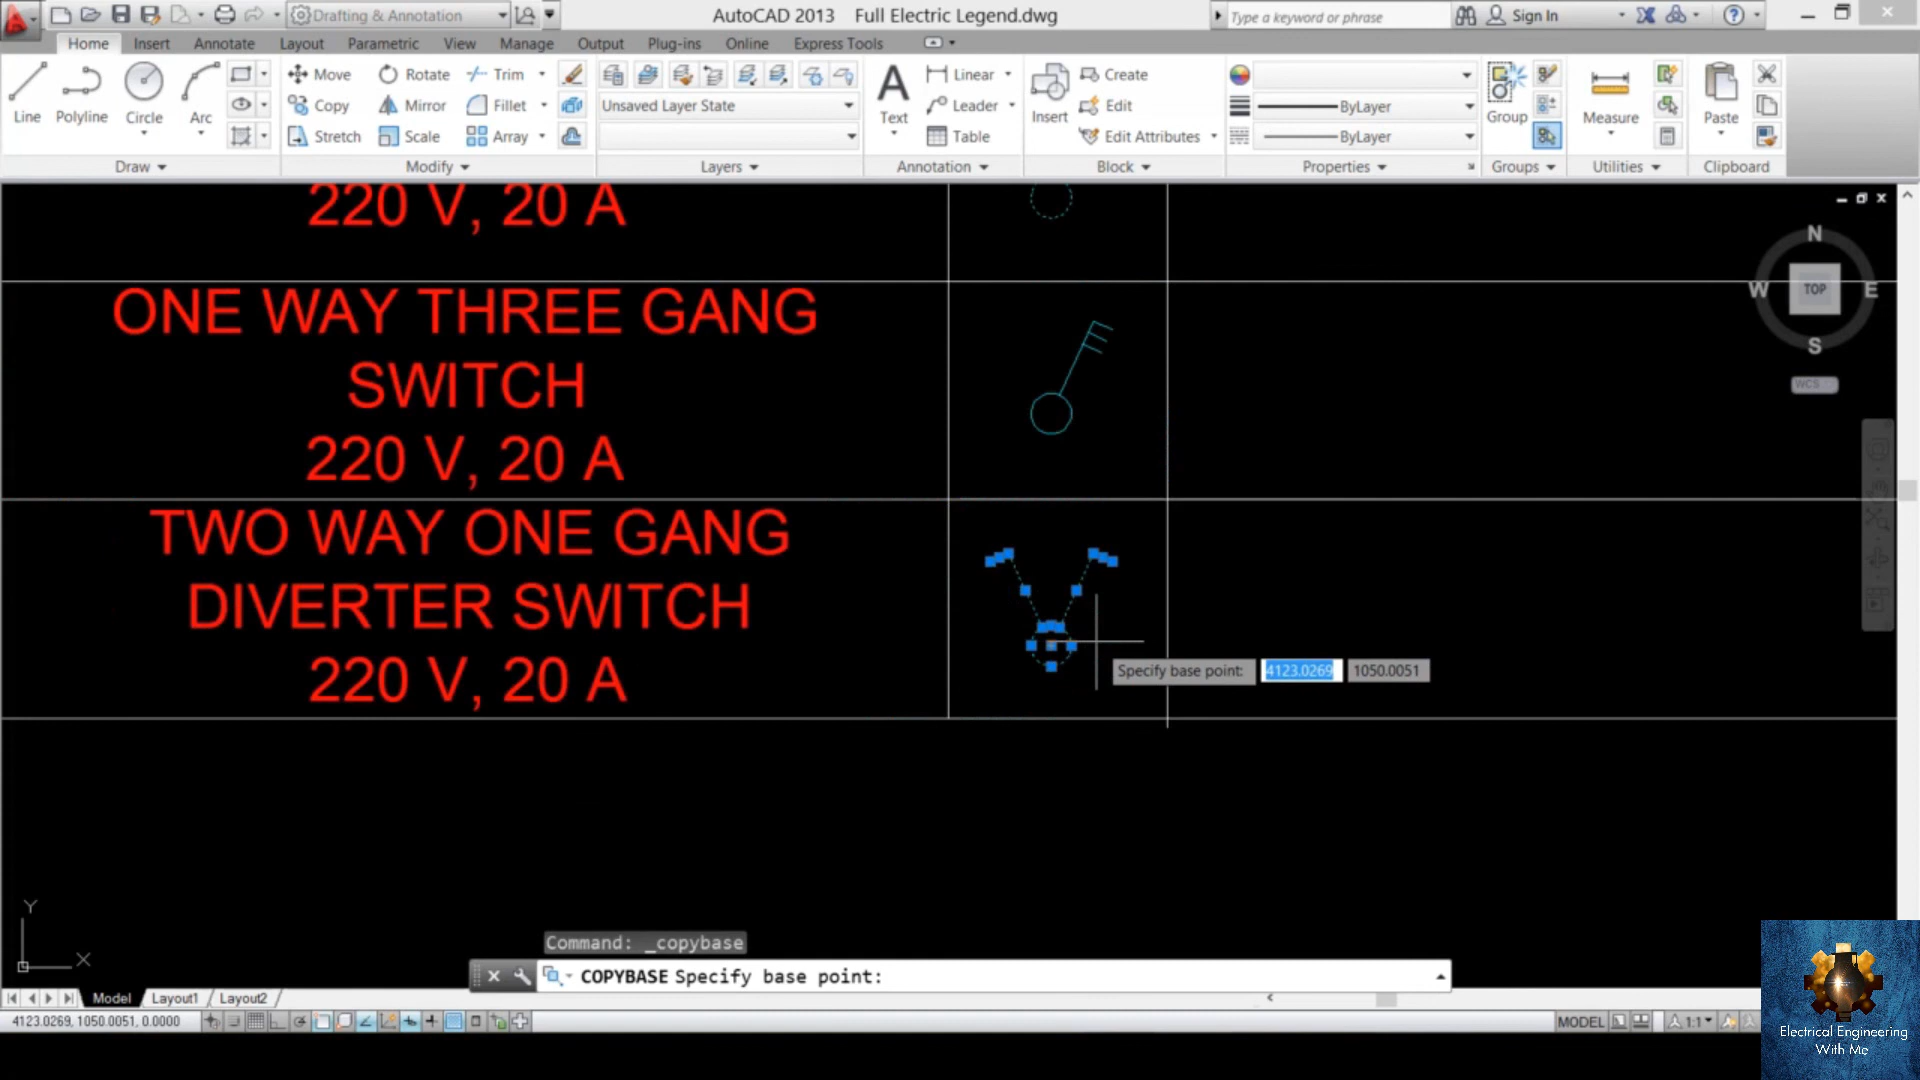 Drafting & Annotation
AutoCAD 2013 Full Electric Legend.dwg
Type a keyword or phrase
Sign In
Home Insert Annotate Layout Parametric View Manage Output Plug-ins Online Express Tools
Line
Polyline
Circle
Arc
Draw
Move
Rotate
Trim
Copy
Mirror
Fillet
Stretch
Scale
Array
Modify
Unsaved Layer State
Layers
Text
Linear
Leader
Table
Annotation
Insert
Create
Edit
Edit Attributes
Block
ByLayer
ByLayer
Properties
Group
Groups
Measure
Utilities
Paste
Clipboard
220 V, 20 A
ONE WAY THREE GANG
SWITCH
220 V, 20 A
TWO WAY ONE GANG
DIVERTER SWITCH
220 V, 20 A
N
W
TOP
E
S
WCS
Specify base point: 4123.0269 1050.0051
Y
X
Command: _copybase
COPYBASE Specify base point:
Model Layout1 Layout2
4123.0269, 1050.0051, 0.0000
MODEL
1:1
Electrical Engineering
With Me